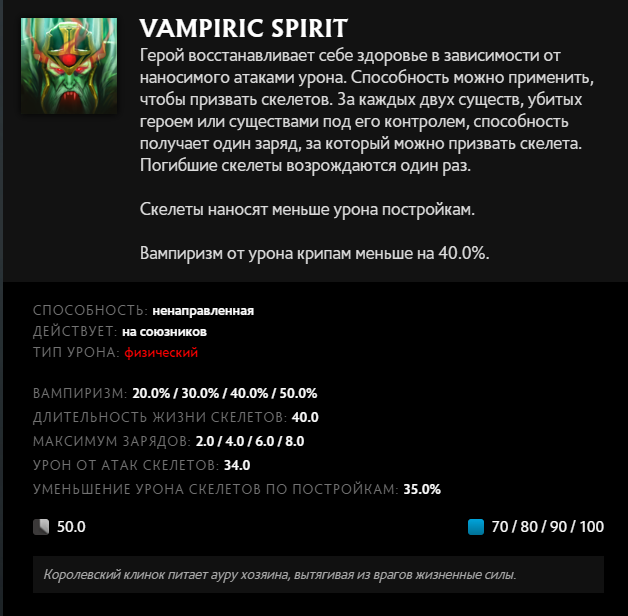 VAMPIRIC SPIRIT
Герой восстанавливает себе здоровье в зависимости от
наносимого атаками урона. Способность можно применить,
чтобы призвать скелетов. За каждых двух существ, убитых
героем или существами под его контролем, способность
получает один заряд, за который можно призвать скелета.
Погибшие скелеты возрождаются один раз.
Скелеты наносят меньше урона постройкам.
Вампиризм от урона крипам меньше на 40.0%.
СПОСОБНОСТЬ: ненаправленная
ДЕЙСТВУЕТ: на союзников
ТИП УРОНА: физический
ВАМПИРИЗМ: 20.0% / 30.0% / 40.0% / 50.0%
ДЛИТЕЛЬНОСТЬ ЖИЗНИ СКЕЛЕТОВ: 40.0
МАКСИМУМ ЗАРЯДОВ: 2.0 / 4.0 / 6.0 / 8.0
УРОН ОТ АТАК СКЕЛЕТОВ: 34.0
УМЕНЬШЕНИЕ УРОНА СКЕЛЕТОВ ПО ПОСТРОЙКАМ: 35.0%
50.0 70 / 80 / 90 / 100
Королевский клинок питает ауру хозяина, вытягивая из врагов жизненные силы.